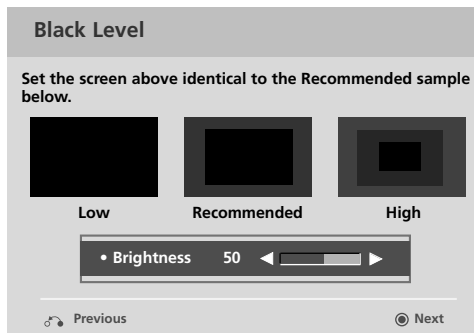 Black Level
Set the screen above identical to the Recommended sample
below.
Low Recommended High
• Brightness 50 ◀ ▶
Previous Next